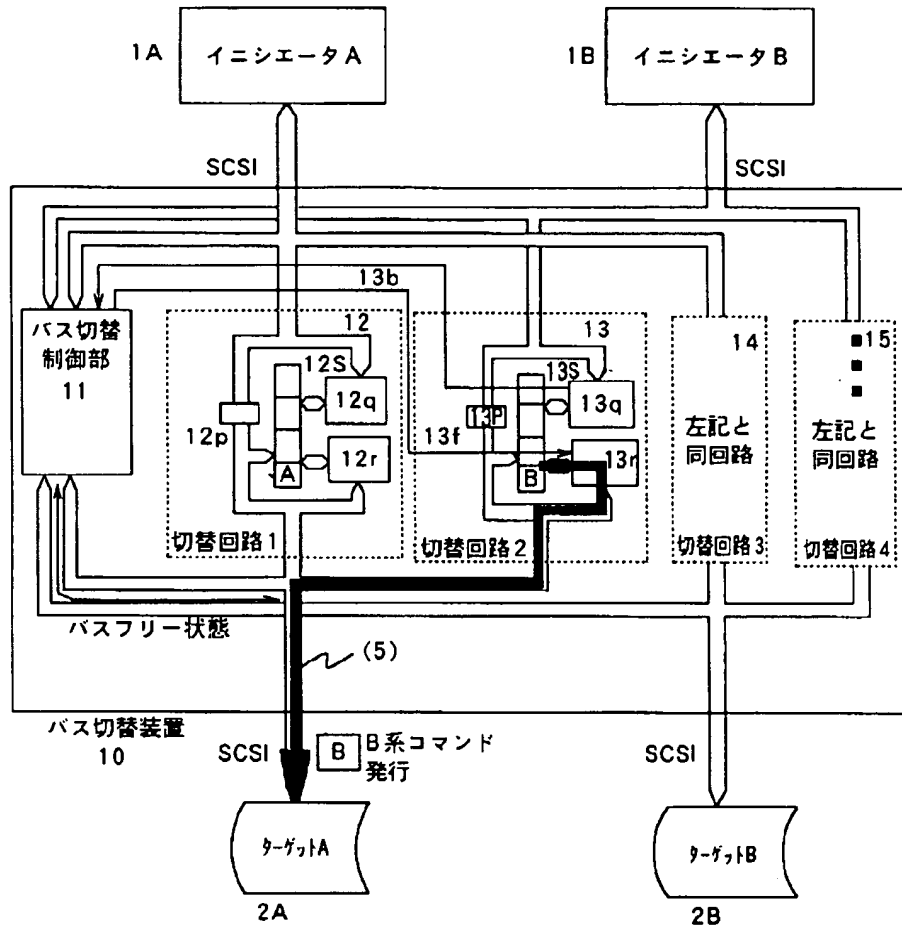 1A
イニシエータA
1B
イニシエータB
SCSI
SCSI
13b
バス切替
制御部
11
12
12S
12q
12p
12r
A
切替回路1
13
13S
13q
13P
13f
13r
B
切替回路2
14
左記と
同回路
切替回路3
15
左記と
同回路
切替回路4
バスフリー状態
(5)
バス切替装置
10
SCSI
B
B系コマンド
発行
SCSI
ターゲットA
ターゲットB
2A
2B